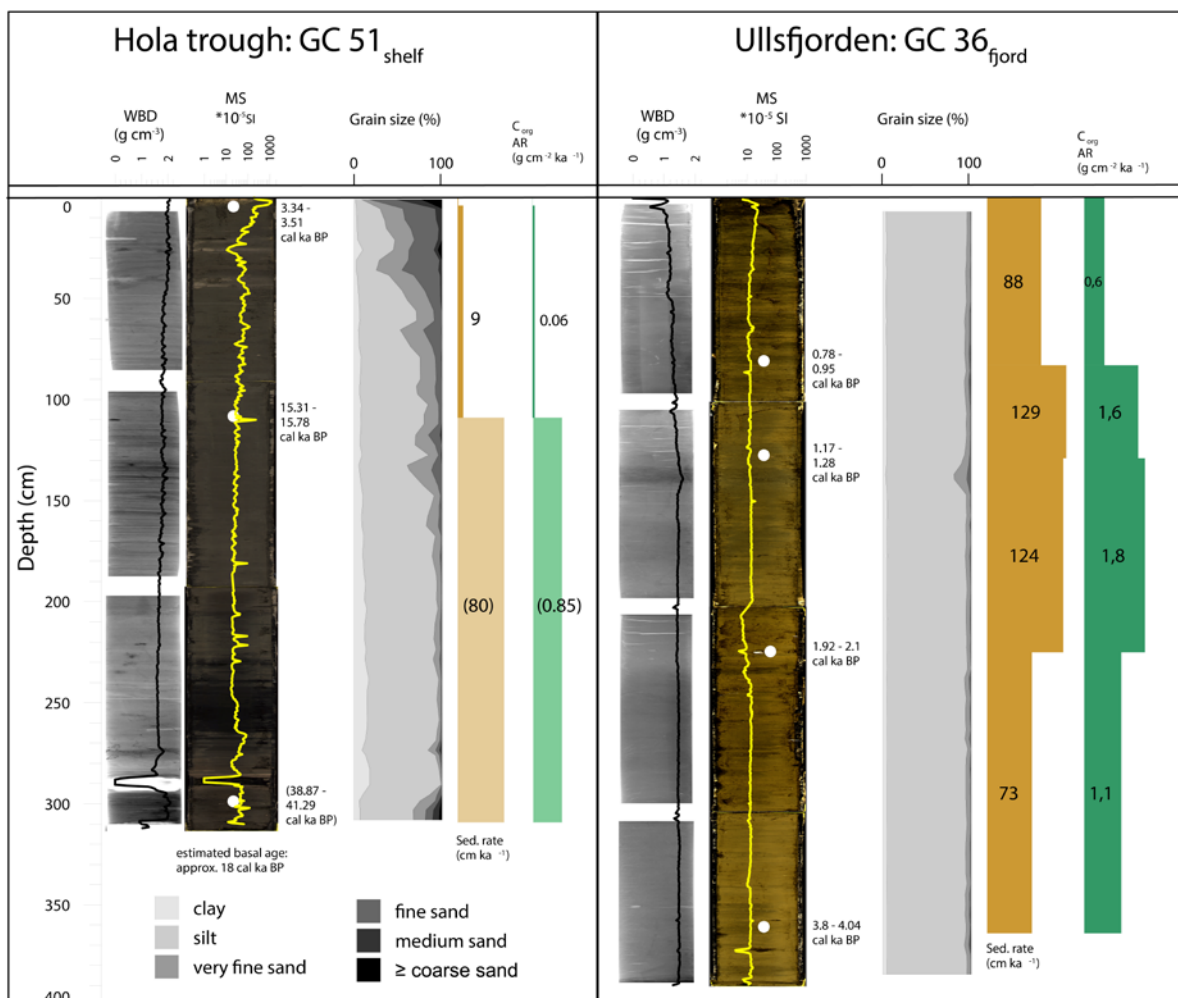 Hola trough: GC 51 shelf
WBD
(g cm⁻³)
0 1 2
MS
*10⁻⁵SI
1 10 100 1000
Grain size (%)
0 100
C org
AR
(g cm⁻² ka ⁻¹)
Depth (cm)
0
50
100
150
200
250
300
350
400
3.34 -
3.51
cal ka BP
15.31 -
15.78
cal ka BP
(38.87 -
41.29
cal ka BP)
9
0.06
(80)
(0.85)
Sed. rate
(cm ka ⁻¹)
estimated basal age:
approx. 18 cal ka BP
clay
silt
very fine sand
fine sand
medium sand
≥ coarse sand
Ullsfjorden: GC 36 fjord
WBD
(g cm⁻³)
0 1 2
MS
*10⁻⁵ SI
10 100 1000
Grain size (%)
0 100
C org
AR
(g cm⁻² ka ⁻¹)
0.78 -
0.95
cal ka BP
1.17 -
1.28
cal ka BP
1.92 - 2.1
cal ka BP
3.8 - 4.04
cal ka BP
88
0,6
129
1,6
124
1,8
73
1,1
Sed. rate
(cm ka ⁻¹)